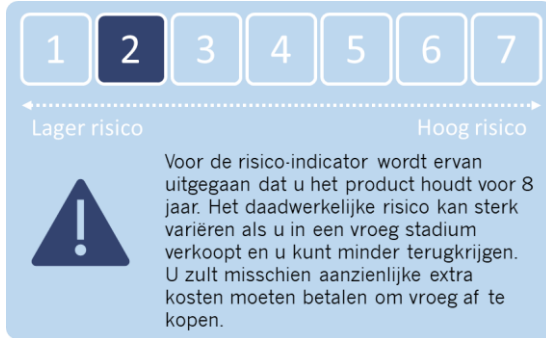 1 2 3 4 5 6 7
Lager risico Hoog risico
Voor de risico-indicator wordt ervan
uitgegaan dat u het product houdt voor 8
jaar. Het daadwerkelijke risico kan sterk
variëren als u in een vroeg stadium
verkoopt en u kunt minder terugkrijgen.
U zult misschien aanzienlijke extra
kosten moeten betalen om vroeg af te
kopen.